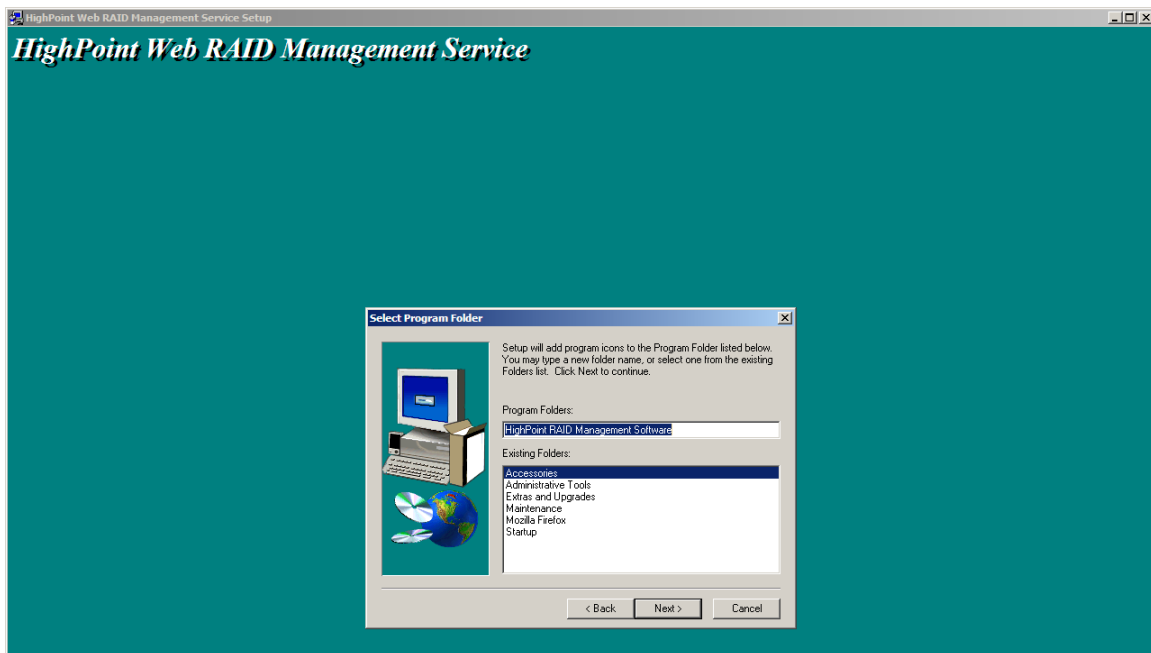 HighPoint Web RAID Management Service Setup
HighPoint Web RAID Management Service
Select Program Folder
Setup will add program icons to the Program Folder listed below.
You may type a new folder name, or select one from the existing
Folders list. Click Next to continue.
Program Folders:
HighPoint RAID Management Software
Existing Folders:
Accessories
Administrative Tools
Extras and Upgrades
Maintenance
Mozilla Firefox
Startup
< Back Next > Cancel